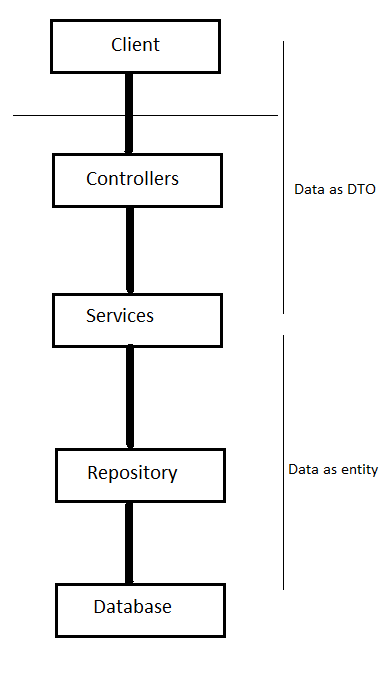 Client
Controllers
Data as DTO
Services
Repository
Data as entity
Database